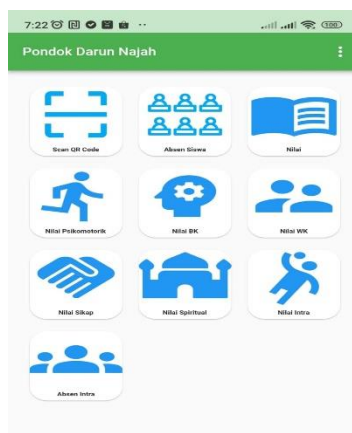 7:22
100
Pondok Darun Najah
Scan QR Code
Absen Siswa
Nilai
Nilai Psikomotorik
Nilai BK
Nilai WK
Nilai Sikap
Nilai Spiritual
Nilai Intra
Absen Intra